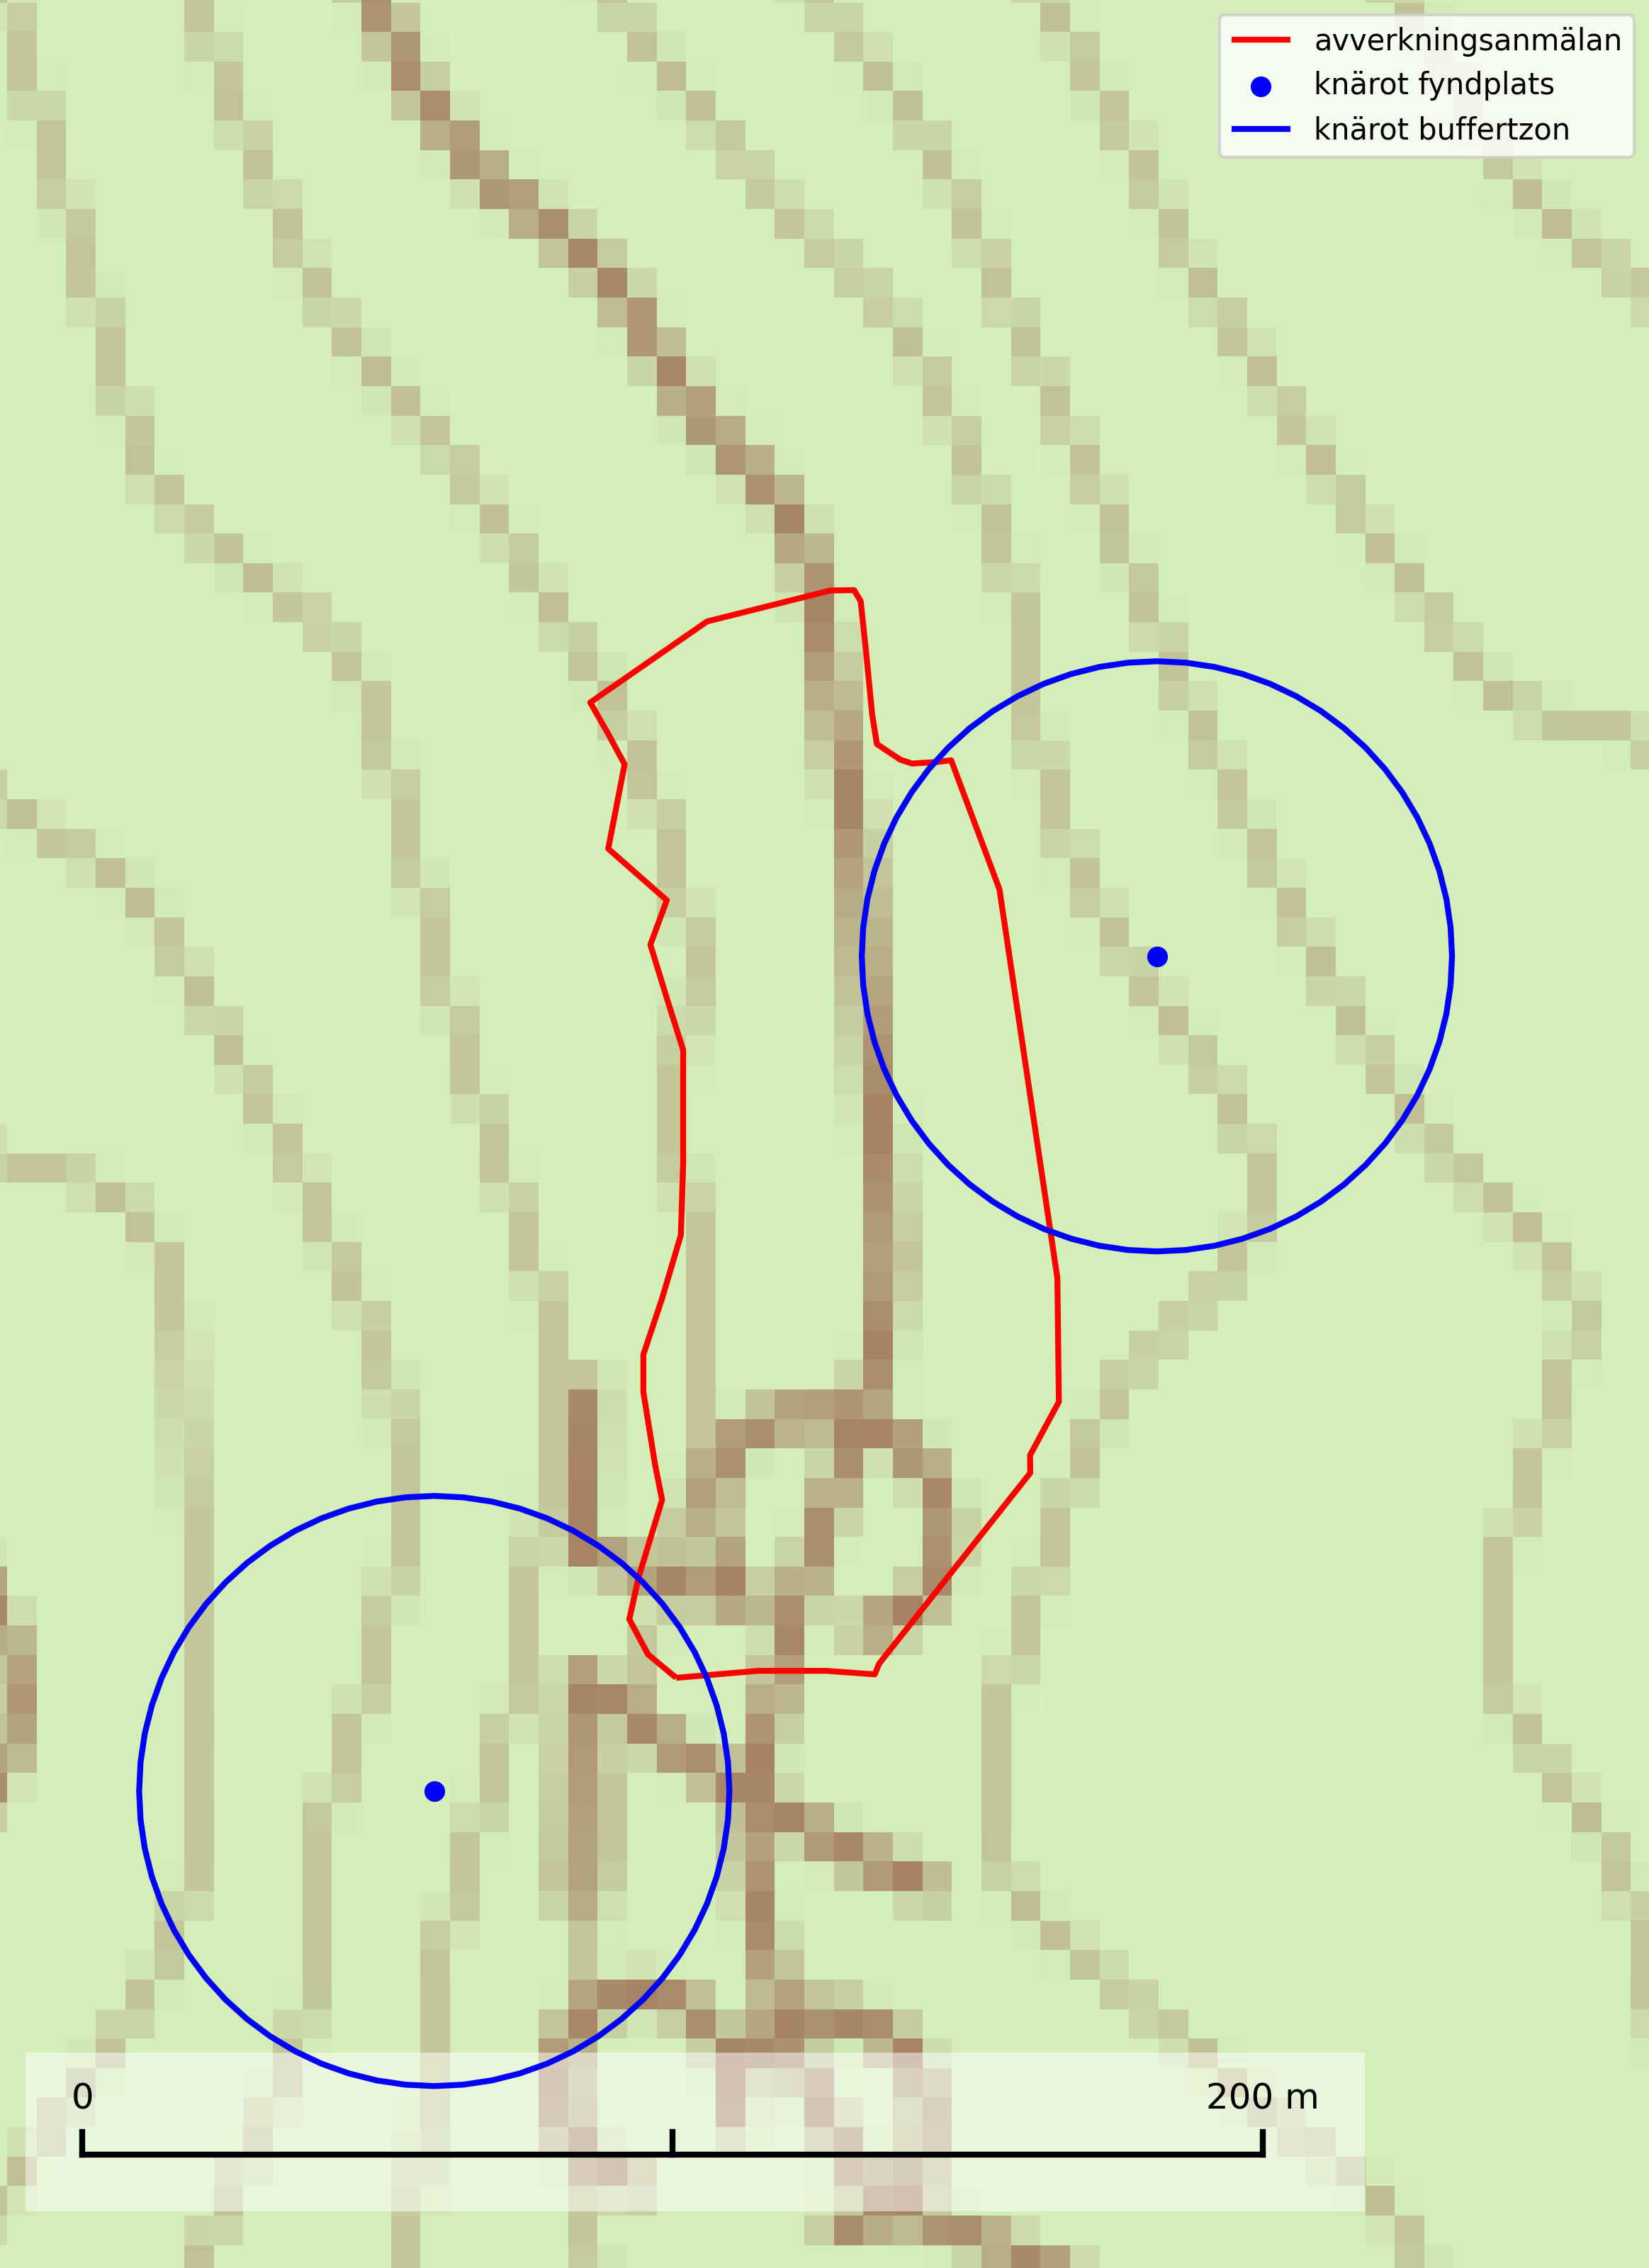 avverkningsanmälan
knärot fyndplats
knärot buffertzon
0 200 m